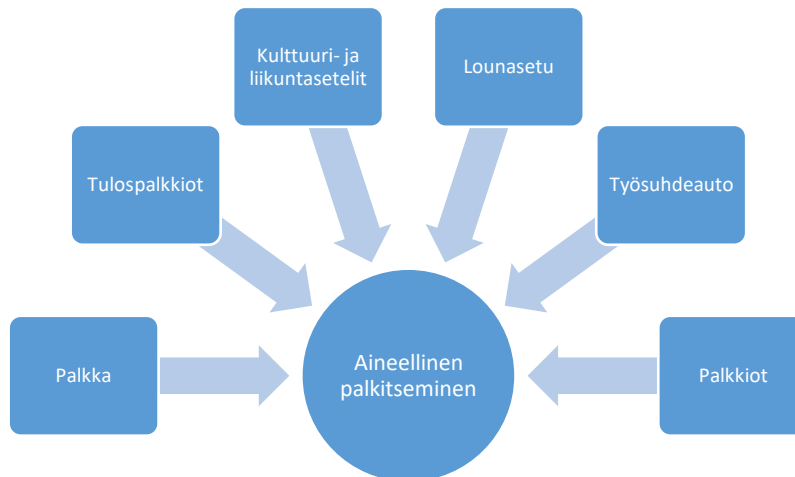 Kulttuuri- ja
liikuntasetelit
Lounasetu
Tulospalkkiot
Työsuhdeauto
Palkka
Aineellinen
palkitseminen
Palkkiot